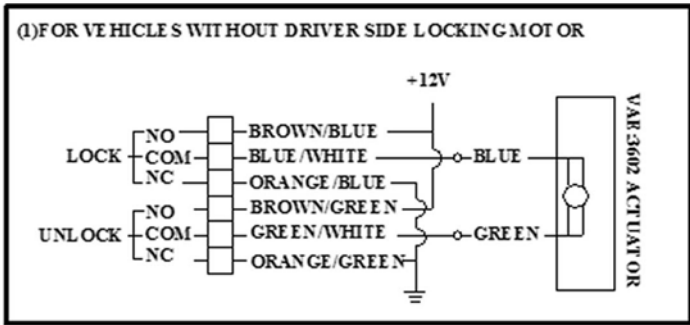 (1)FOR VEHICLES WITHOUT DRIVER SIDE LOCKING MOTOR
+12V
NO BROWN/BLUE
LOCK COM BLUE/WHITE BLUE
NC ORANGE/BLUE
NO BROWN/GREEN
UNLOCK COM GREEN/WHITE GREEN
NC ORANGE/GREEN
VAE:3602 ACTUATOR